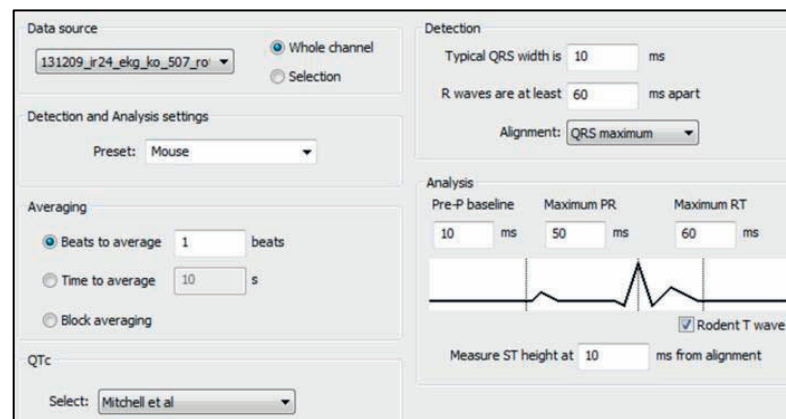 Data source
131209_ir24_ekg_ko_507_ro
Whole channel
Selection
Detection and Analysis settings
Preset: Mouse
Averaging
Beats to average 1 beats
Time to average 10 s
Block averaging
QTc
Select: Mitchell et al
Detection
Typical QRS width is 10 ms
R waves are at least 60 ms apart
Alignment: QRS maximum
Analysis
Pre-P baseline Maximum PR Maximum RT
10 ms 50 ms 60 ms
Rodent T wave
Measure ST height at 10 ms from alignment